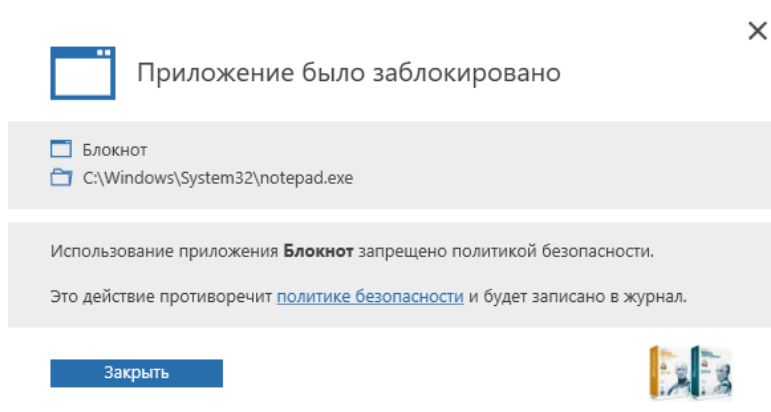 Приложение было заблокировано
Блокнот
C:\Windows\System32\notepad.exe
Использование приложения Блокнот запрещено политикой безопасности.
Это действие противоречит политике безопасности и будет записано в журнал.
Закрыть